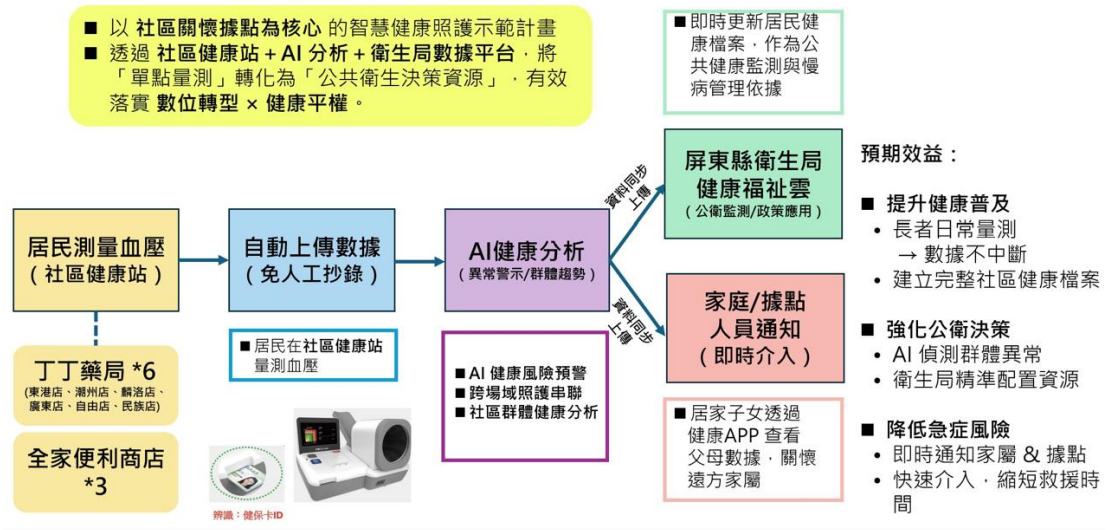 ■ 以 社區關懷據點為核心 的智慧健康照護示範計畫
■ 透過 社區健康站＋AI 分析＋衛生局數據平台，將
「單點量測」轉化為「公共衛生決策資源」，有效
落實 數位轉型 × 健康平權。
■ 即時更新居民健
康檔案，作為公
共健康監測與慢
病管理依據
居民測量血壓
（社區健康站）
自動上傳數據
（免人工抄錄）
AI健康分析
（異常警示/群體趨勢）
資料同步
上傳
資料同步
上傳
屏東縣衛生局
健康福祉雲
（公衛監測/政策應用）
家庭/據點
人員通知
（即時介入）
丁丁藥局 *6
(東港店、潮州店、麟洛店、
廣東店、自由店、民族店)
全家便利商店
*3
■ 居民在社區健康站
量測血壓
辨識：健保卡ID
■ AI 健康風險預警
■ 跨場域照護串聯
■ 社區群體健康分析
■ 居家子女透過
健康APP 查看
父母數據，關懷
遠方家屬
預期效益：
■ 提升健康普及
• 長者日常量測
→ 數據不中斷
• 建立完整社區健康檔案
■ 強化公衛決策
• AI 偵測群體異常
• 衛生局精準配置資源
■ 降低急症風險
• 即時通知家屬 & 據點
• 快速介入，縮短救援時
間